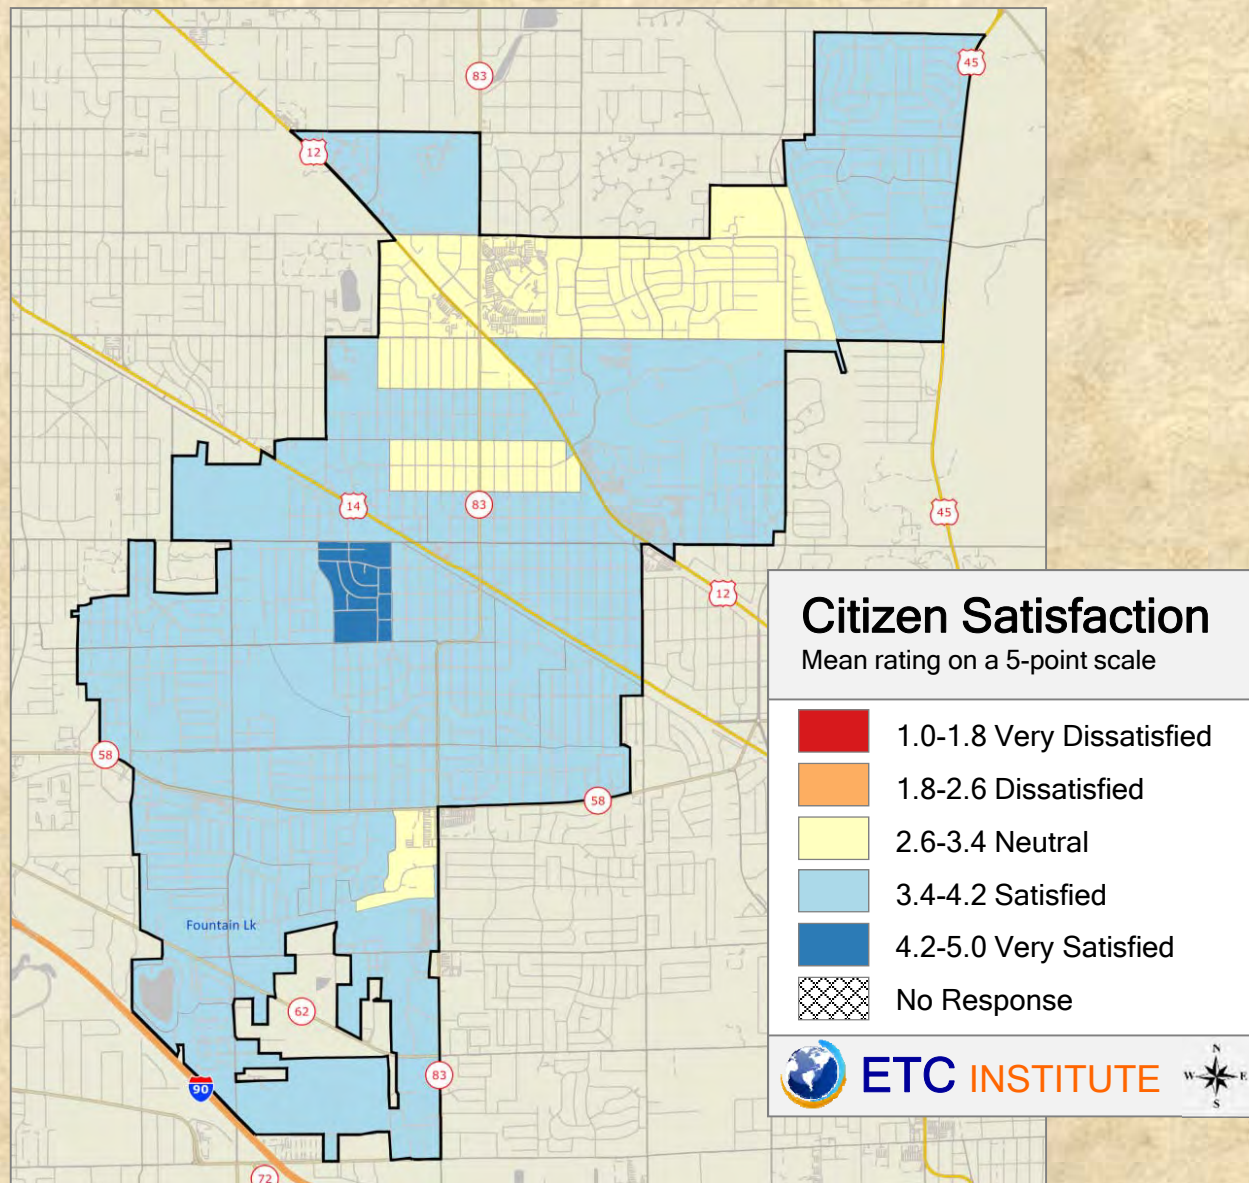 83
45
12
14
83
45
12
58
58
Fountain Lk
62
83
90
72
Citizen Satisfaction
Mean rating on a 5-point scale
1.0-1.8 Very Dissatisfied
1.8-2.6 Dissatisfied
2.6-3.4 Neutral
3.4-4.2 Satisfied
4.2-5.0 Very Satisfied
No Response
ETC INSTITUTE
N
W E
S